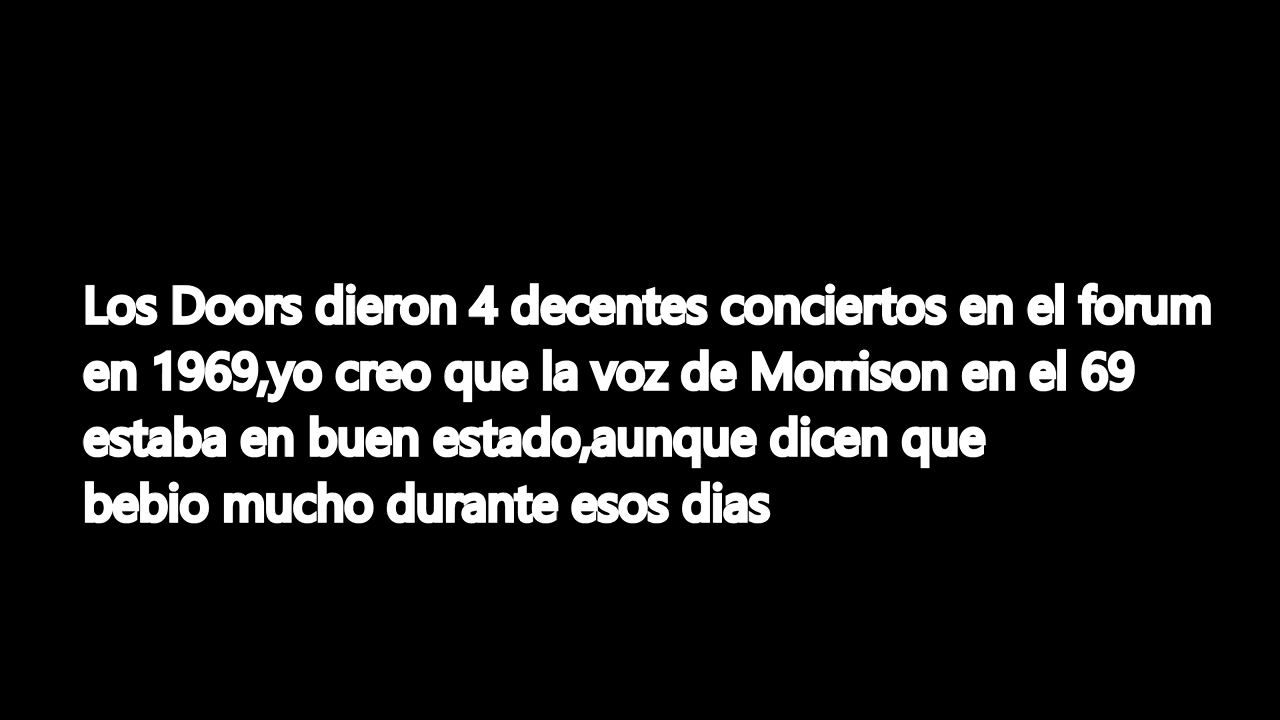 Los Doors dieron 4 decentes conciertos en el forum
en 1969,yo creo que la voz de Morrison en el 69
estaba en buen estado,aunque dicen que
bebio mucho durante esos dias